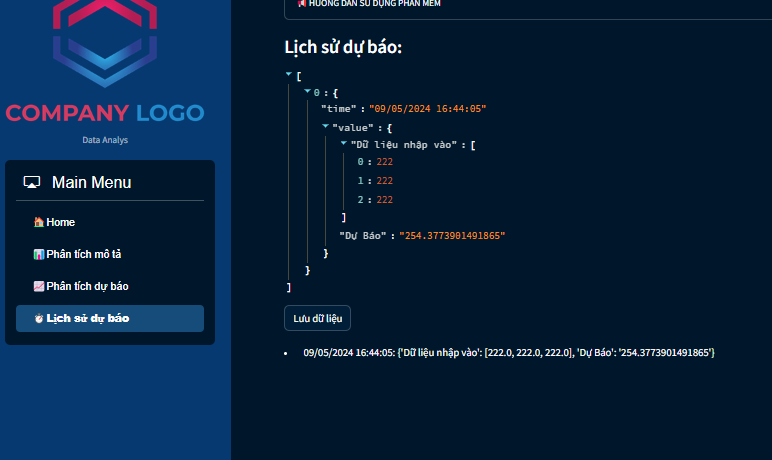 COMPANY LOGO
Data Analys
Main Menu
Home
Phân tích mô tả
Phân tích dự báo
Lịch sử dự báo
HƯỚNG DẪN SỬ DỤNG PHẦN MỀM
Lịch sử dự báo:
[
0 : {
"time" : "09/05/2024 16:44:05"
"value" : {
"Dữ liệu nhập vào" : [
0 : 222
1 : 222
2 : 222
]
"Dự Báo" : "254.3773901491865"
}
}
]
Lưu dữ liệu
• 09/05/2024 16:44:05: {'Dữ liệu nhập vào': [222.0, 222.0, 222.0], 'Dự Báo': '254.3773901491865'}